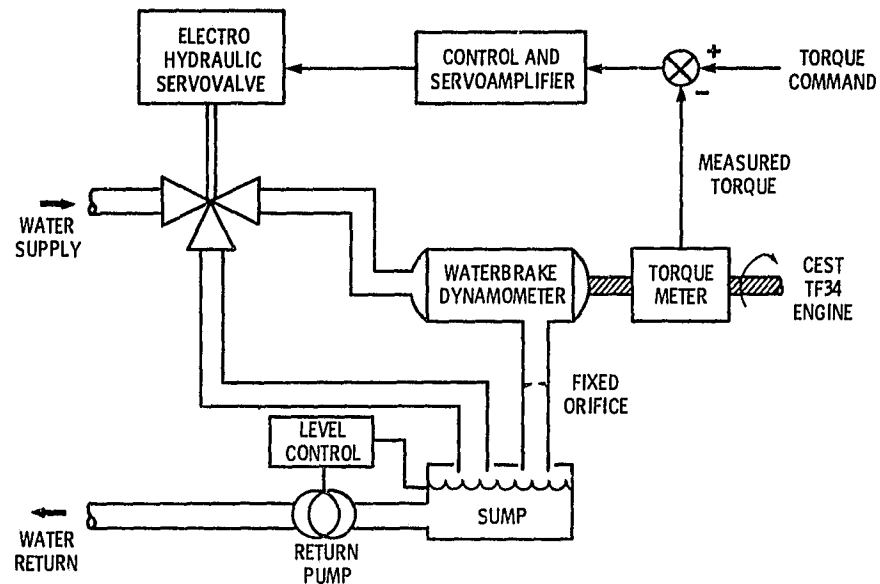 ELECTRO
HYDRAULIC
SERVOVALVE
CONTROL AND
SERVOAMPLIFIER
+
-
TORQUE
COMMAND
MEASURED
TORQUE
WATER
SUPPLY
WATERBRAKE
DYNAMOMETER
TORQUE
METER
CEST
TF34
ENGINE
FIXED
ORIFICE
LEVEL
CONTROL
SUMP
WATER
RETURN
RETURN
PUMP